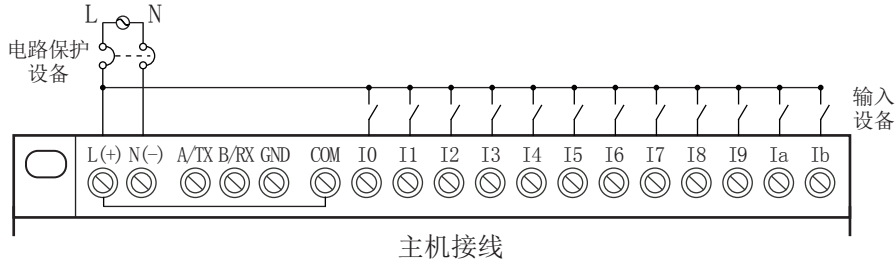 L N
电路保护
设备
输入
设备
L(+) N(-) A/TX B/RX GND COM I0 I1 I2 I3 I4 I5 I6 I7 I8 I9 Ia Ib
主机接线